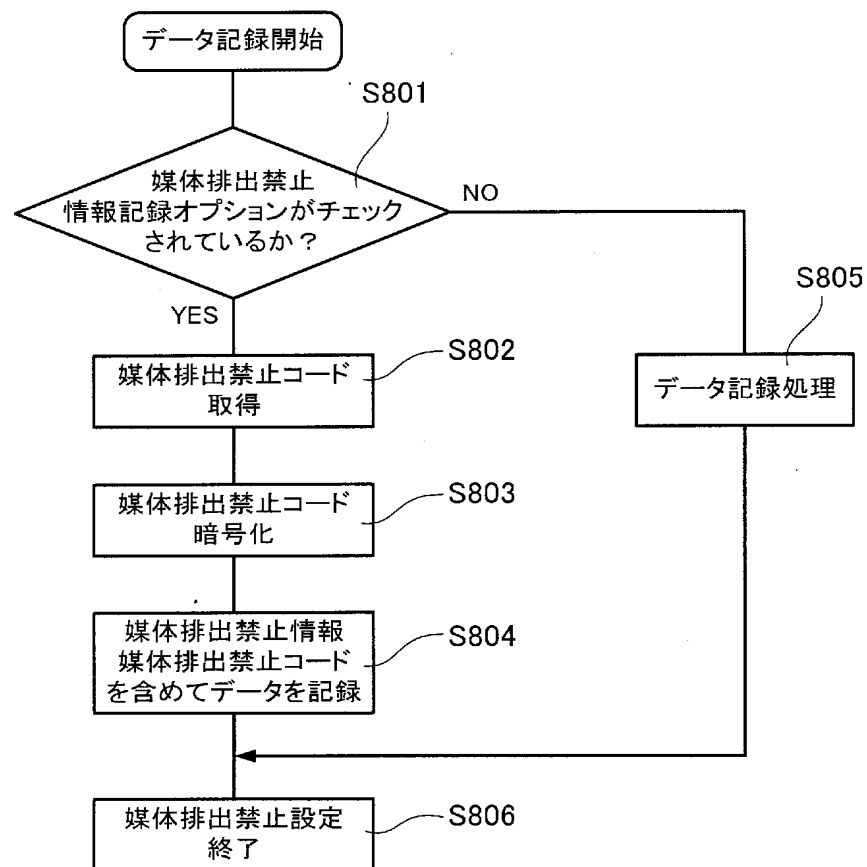 データ記録開始
S801
媒体排出禁止
情報記録オプションがチェック
されているか？
NO
YES
S802
媒体排出禁止コード
取得
S805
データ記録処理
S803
媒体排出禁止コード
暗号化
S804
媒体排出禁止情報
媒体排出禁止コード
を含めてデータを記録
S806
媒体排出禁止設定
終了